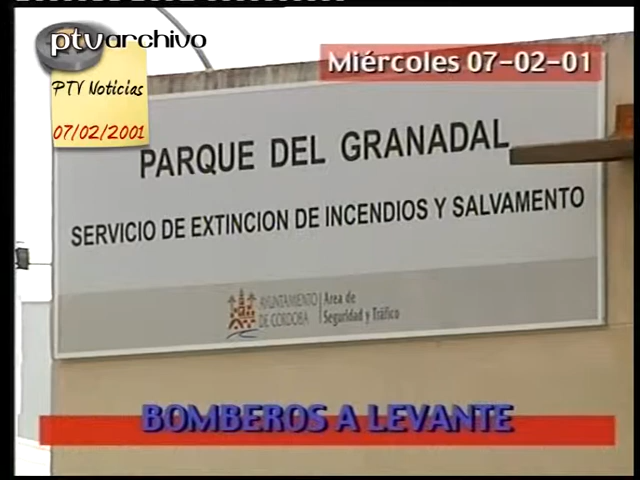 ptvarchivo
PTV Noticias
07/02/2001
Miércoles 07-02-01
PARQUE DEL GRANADAL
SERVICIO DE EXTINCION DE INCENDIOS Y SALVAMENTO
AYUNTAMIENTO
DE CORDOBA
Area de
Seguridad y Tráfico
BOMBEROS A LEVANTE